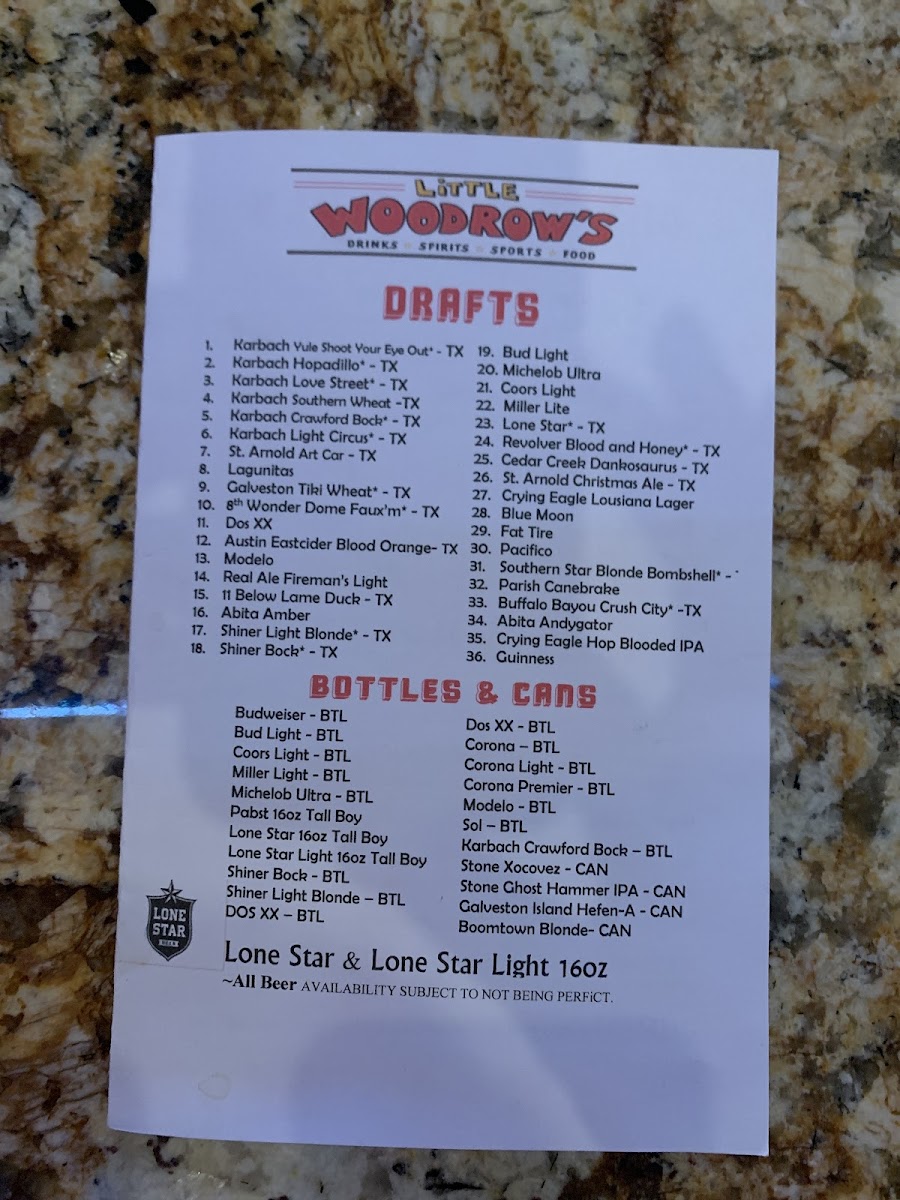 LiTTLE
WOODROW'S
DRINKS ☆ SPIRITS ☆ SPORTS ☆ FOOD
DRAFTS
1. Karbach Yule Shoot Your Eye Out* - TX
2. Karbach Hopadillo* - TX
3. Karbach Love Street* - TX
4. Karbach Southern Wheat -TX
5. Karbach Crawford Bock* - TX
6. Karbach Light Circus* - TX
7. St. Arnold Art Car - TX
8. Lagunitas
9. Galveston Tiki Wheat* - TX
10. 8th Wonder Dome Faux'm* - TX
11. Dos XX
12. Austin Eastcider Blood Orange- TX
13. Modelo
14. Real Ale Fireman's Light
15. 11 Below Lame Duck - TX
16. Abita Amber
17. Shiner Light Blonde* - TX
18. Shiner Bock* - TX
19. Bud Light
20. Michelob Ultra
21. Coors Light
22. Miller Lite
23. Lone Star* - TX
24. Revolver Blood and Honey* - TX
25. Cedar Creek Dankosaurus - TX
26. St. Arnold Christmas Ale - TX
27. Crying Eagle Lousiana Lager
28. Blue Moon
29. Fat Tire
30. Pacifico
31. Southern Star Blonde Bombshell* -
32. Parish Canebrake
33. Buffalo Bayou Crush City* -TX
34. Abita Andygator
35. Crying Eagle Hop Blooded IPA
36. Guinness
BOTTLES & CANS
Budweiser - BTL
Bud Light - BTL
Coors Light - BTL
Miller Light - BTL
Michelob Ultra - BTL
Pabst 16oz Tall Boy
Lone Star 16oz Tall Boy
Lone Star Light 16oz Tall Boy
Shiner Bock - BTL
Shiner Light Blonde – BTL
DOS XX – BTL
Dos XX - BTL
Corona – BTL
Corona Light - BTL
Corona Premier - BTL
Modelo - BTL
Sol – BTL
Karbach Crawford Bock – BTL
Stone Xocovez - CAN
Stone Ghost Hammer IPA - CAN
Galveston Island Hefen-A - CAN
Boomtown Blonde- CAN
LONE
STAR
BEER
Lone Star & Lone Star Light 16oz
~All Beer AVAILABILITY SUBJECT TO NOT BEING PERFiCT.